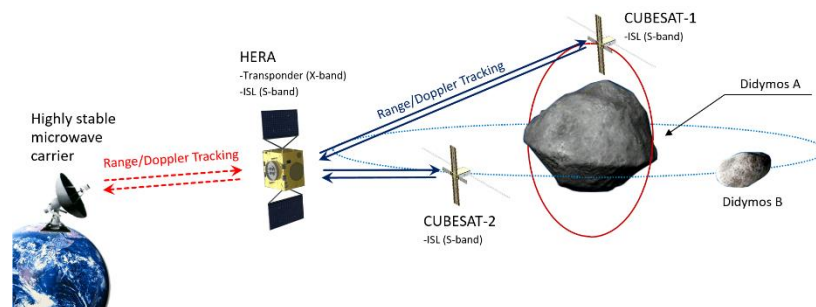 CUBESAT-1
-ISL (S-band)
HERA
-Transponder (X-band)
-ISL (S-band)
Range/Doppler Tracking
Didymos A
Highly stable
microwave
carrier
Range/Doppler Tracking
Didymos B
CUBESAT-2
-ISL (S-band)